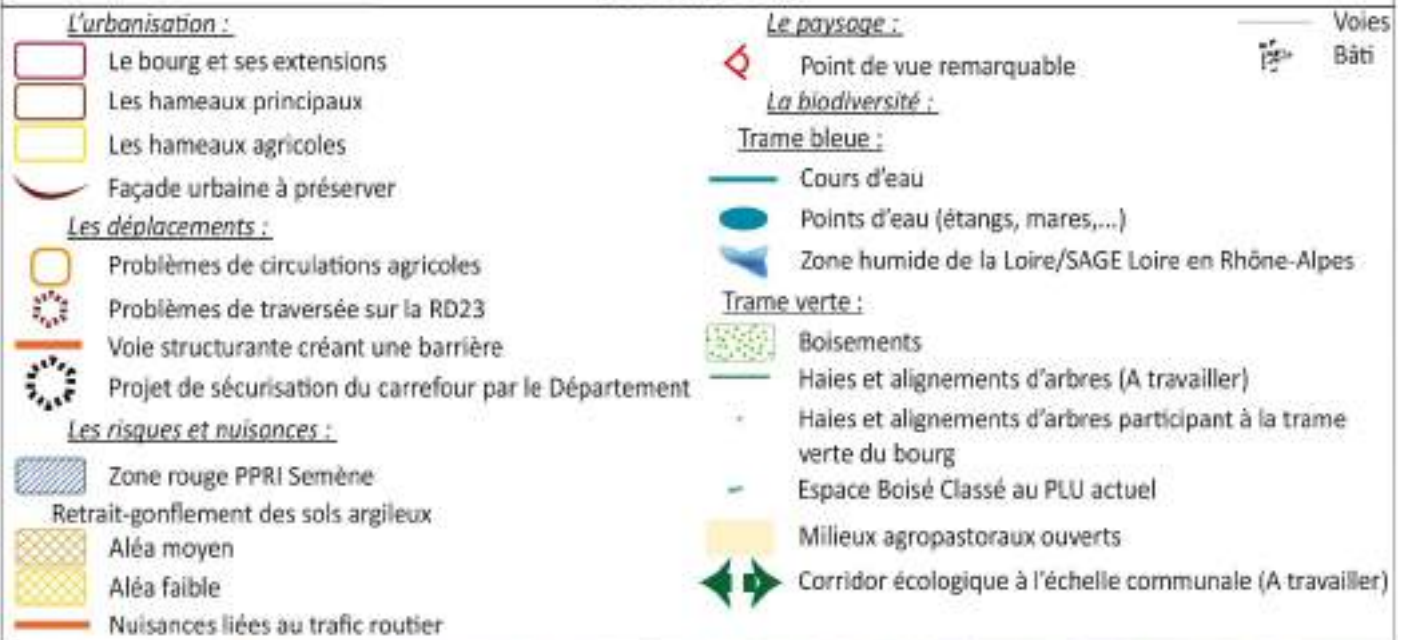 L'urbanisation :
Le bourg et ses extensions
Les hameaux principaux
Les hameaux agricoles
Façade urbaine à préserver
Les déplacements :
Problèmes de circulations agricoles
Problèmes de traversée sur la RD23
Voie structurante créant une barrière
Projet de sécurisation du carrefour par le Département
Les risques et nuisances :
Zone rouge PPRI Semène
Retrait-gonflement des sols argileux
Aléa moyen
Aléa faible
Nuisances liées au trafic routier
Le paysage :
Point de vue remarquable
La biodiversité :
Trame bleue :
Cours d'eau
Points d'eau (étangs, mares,...)
Zone humide de la Loire/SAGE Loire en Rhône-Alpes
Trame verte :
Boisements
Haies et alignements d'arbres (A travailler)
Haies et alignements d'arbres participant à la trame
verte du bourg
Espace Boisé Classé au PLU actuel
Milieux agropastoraux ouverts
Corridor écologique à l'échelle communale (A travailler)
Voies
Bâti